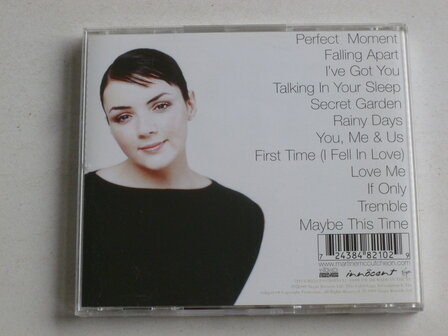 Perfect Moment
Falling Apart
I've Got You
Talking In Your Sleep
Secret Garden
Rainy Days
You, Me & Us
First Time (I Fell In Love)
Love Me
If Only
Tremble
Maybe This Time
7 24384 82102 9
www.martinemccutcheon.com
innocent
Virgin